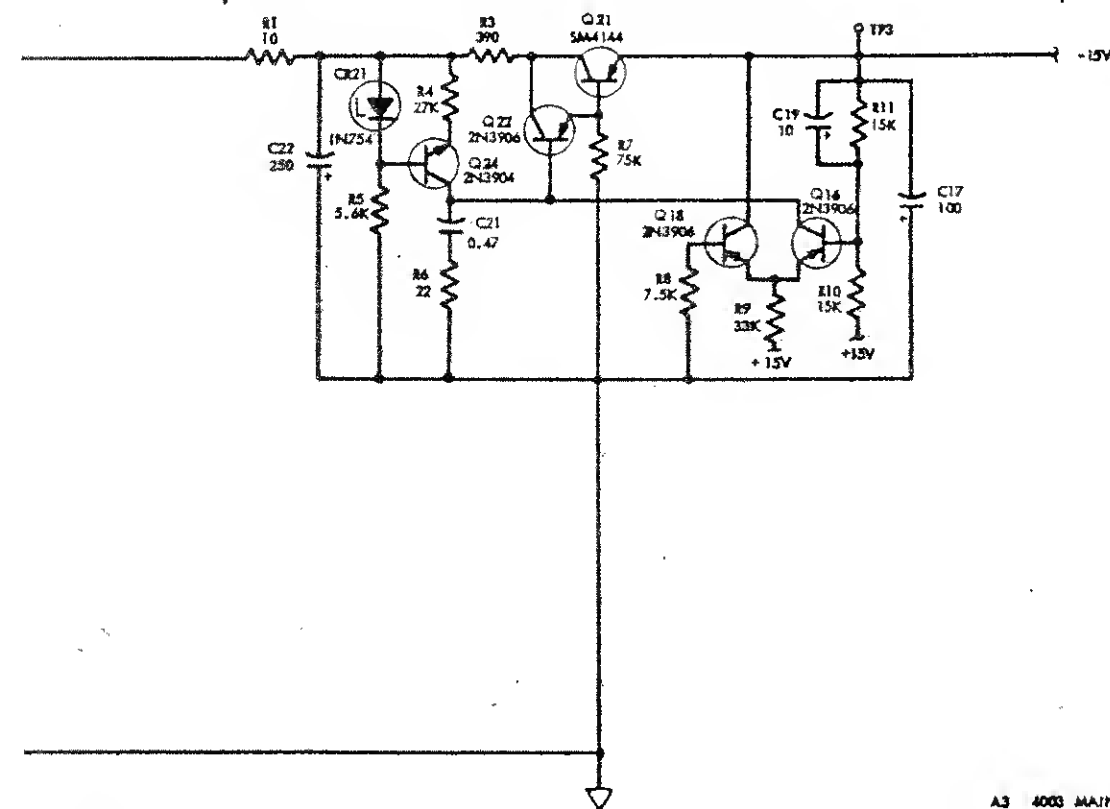 R1
10
R3
390
Q21
SM4144
TP3
-15V
CR21
1N754
R4
27K
Q22
2N3906
R7
75K
C19
10
R11
15K
C22
250
Q24
2N3904
C17
100
R5
5.6K
C21
0.47
Q18
2N3906
Q16
2N3906
R6
22
R8
7.5K
R9
33K
+15V
R10
15K
+15V
A3 4003 MAIN